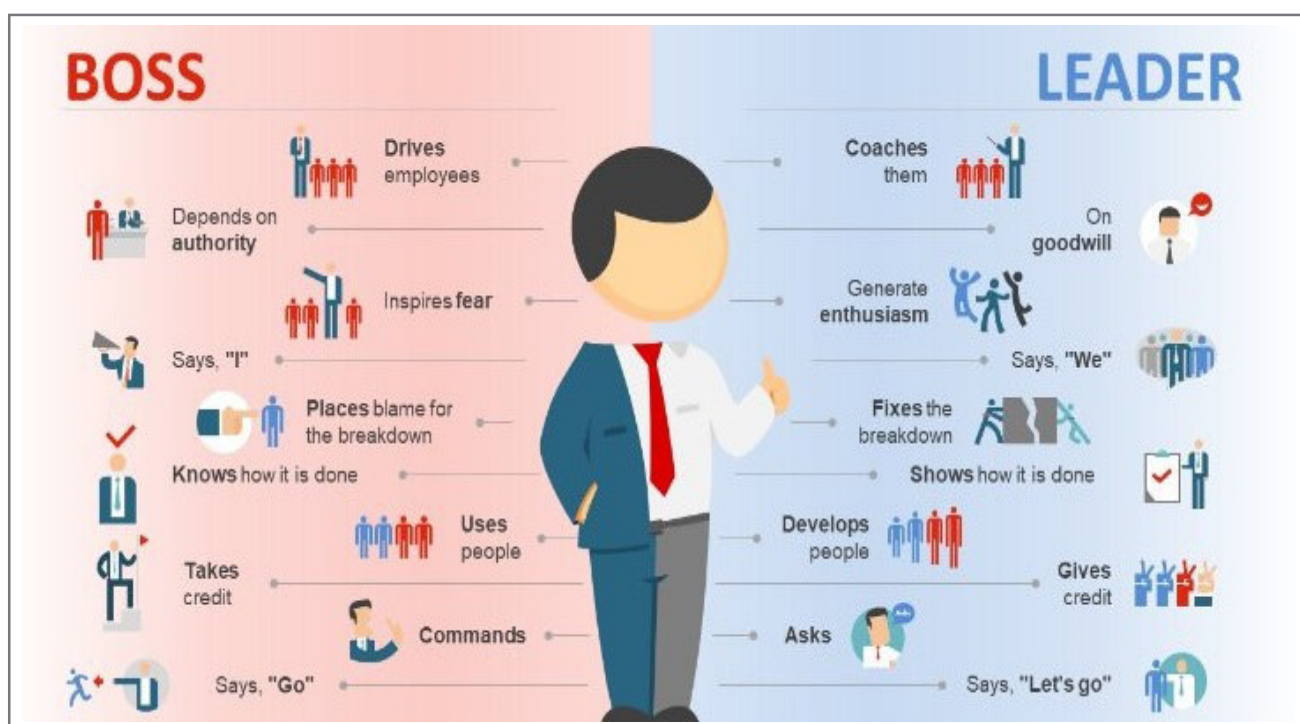 BOSS
LEADER
Drives
employees
Coaches
them
Depends on
authority
On
goodwill
Inspires fear
Generate
enthusiasm
Says, "I"
Says, "We"
Places blame for
the breakdown
Fixes the
breakdown
Knows how it is done
Shows how it is done
Uses
people
Develops
people
Takes
credit
Gives
credit
Commands
Asks
Says, "Go"
Says, "Let's go"